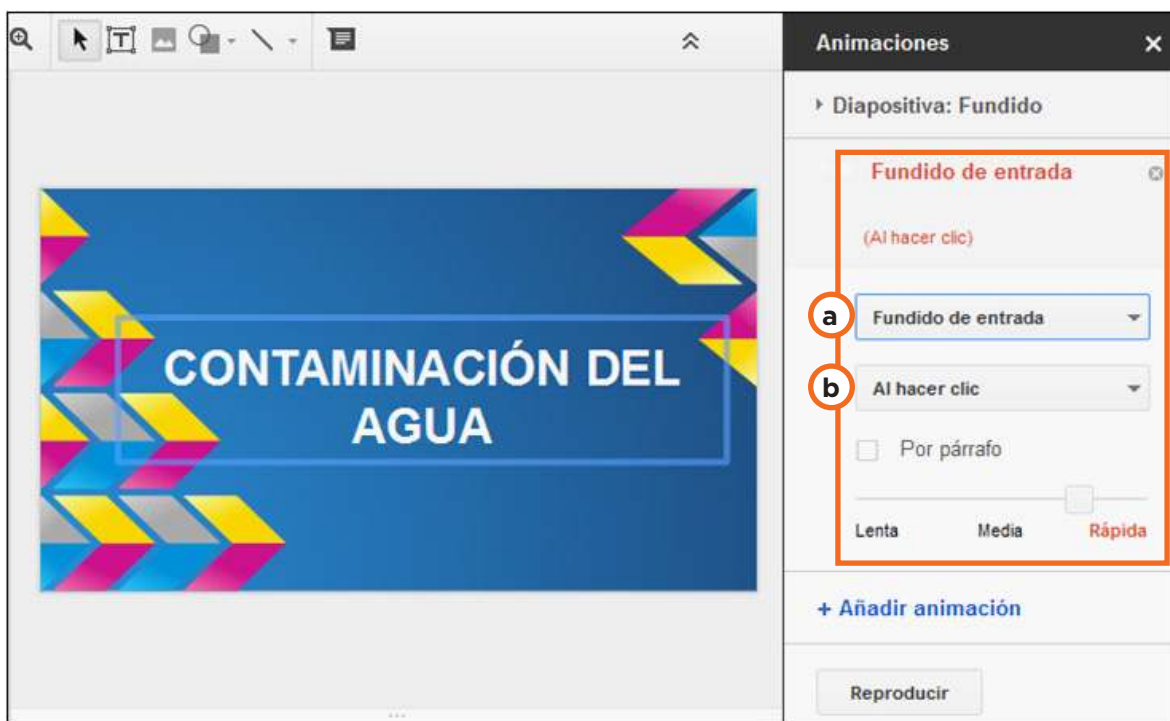 Animaciones
Diapositiva: Fundido
Fundido de entrada
(Al hacer clic)
a
Fundido de entrada
b
Al hacer clic
Por párrafo
Lenta Media Rápida
+ Añadir animación
Reproducir
CONTAMINACIÓN DEL
AGUA